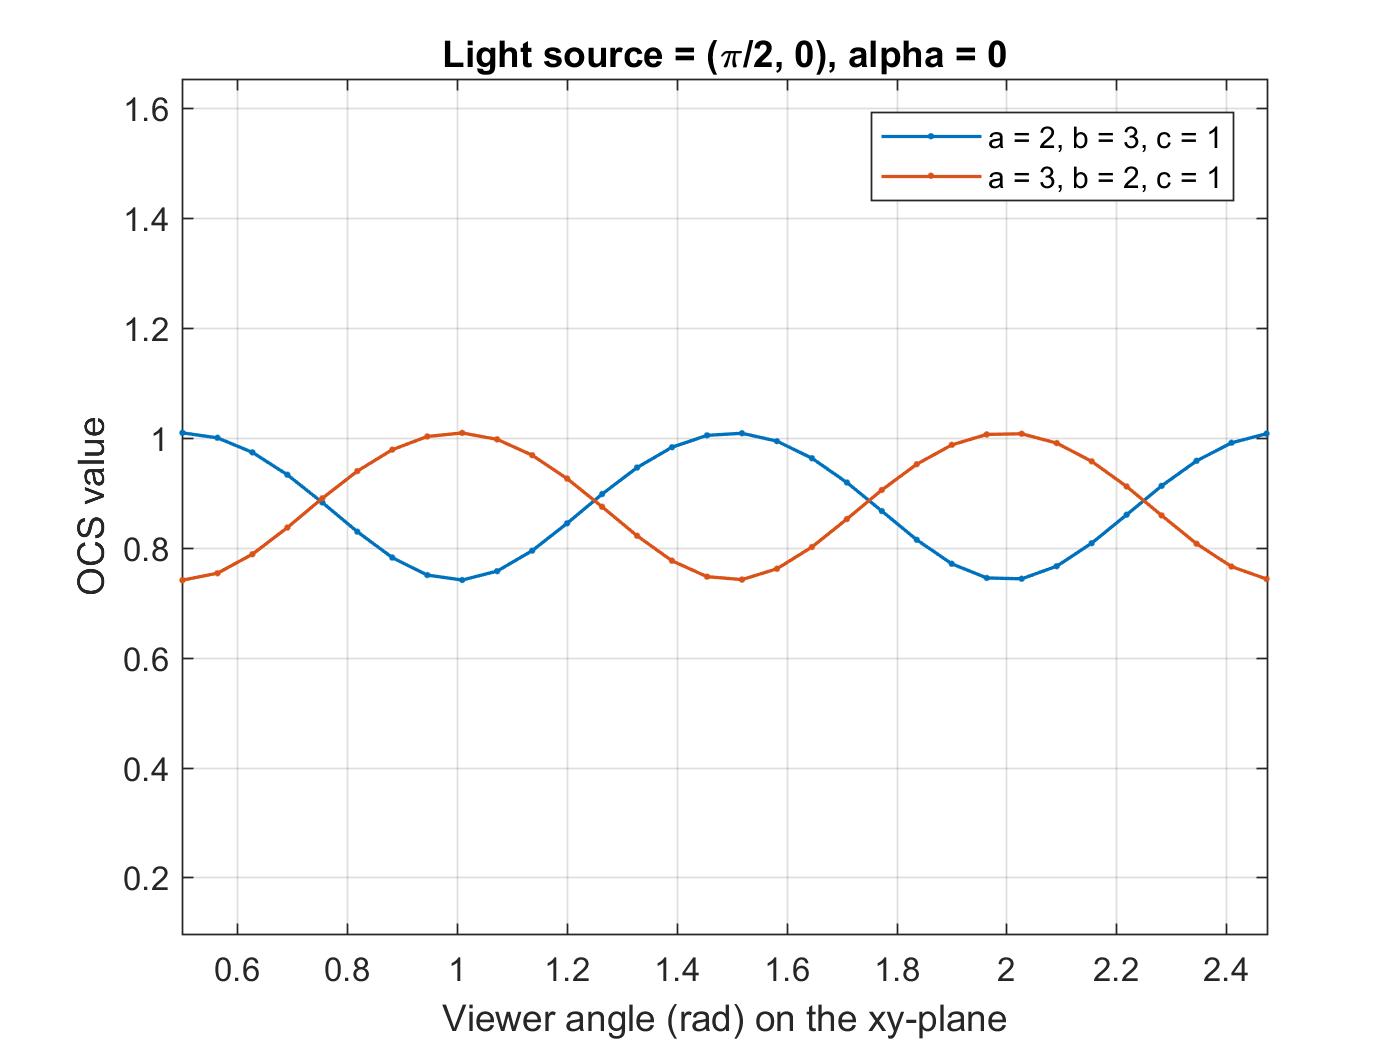 Light source = (π/2, 0), alpha = 0
a = 2, b = 3, c = 1
a = 3, b = 2, c = 1
OCS value
1.6
1.4
1.2
1
0.8
0.6
0.4
0.2
0.6 0.8 1 1.2 1.4 1.6 1.8 2 2.2 2.4
Viewer angle (rad) on the xy-plane